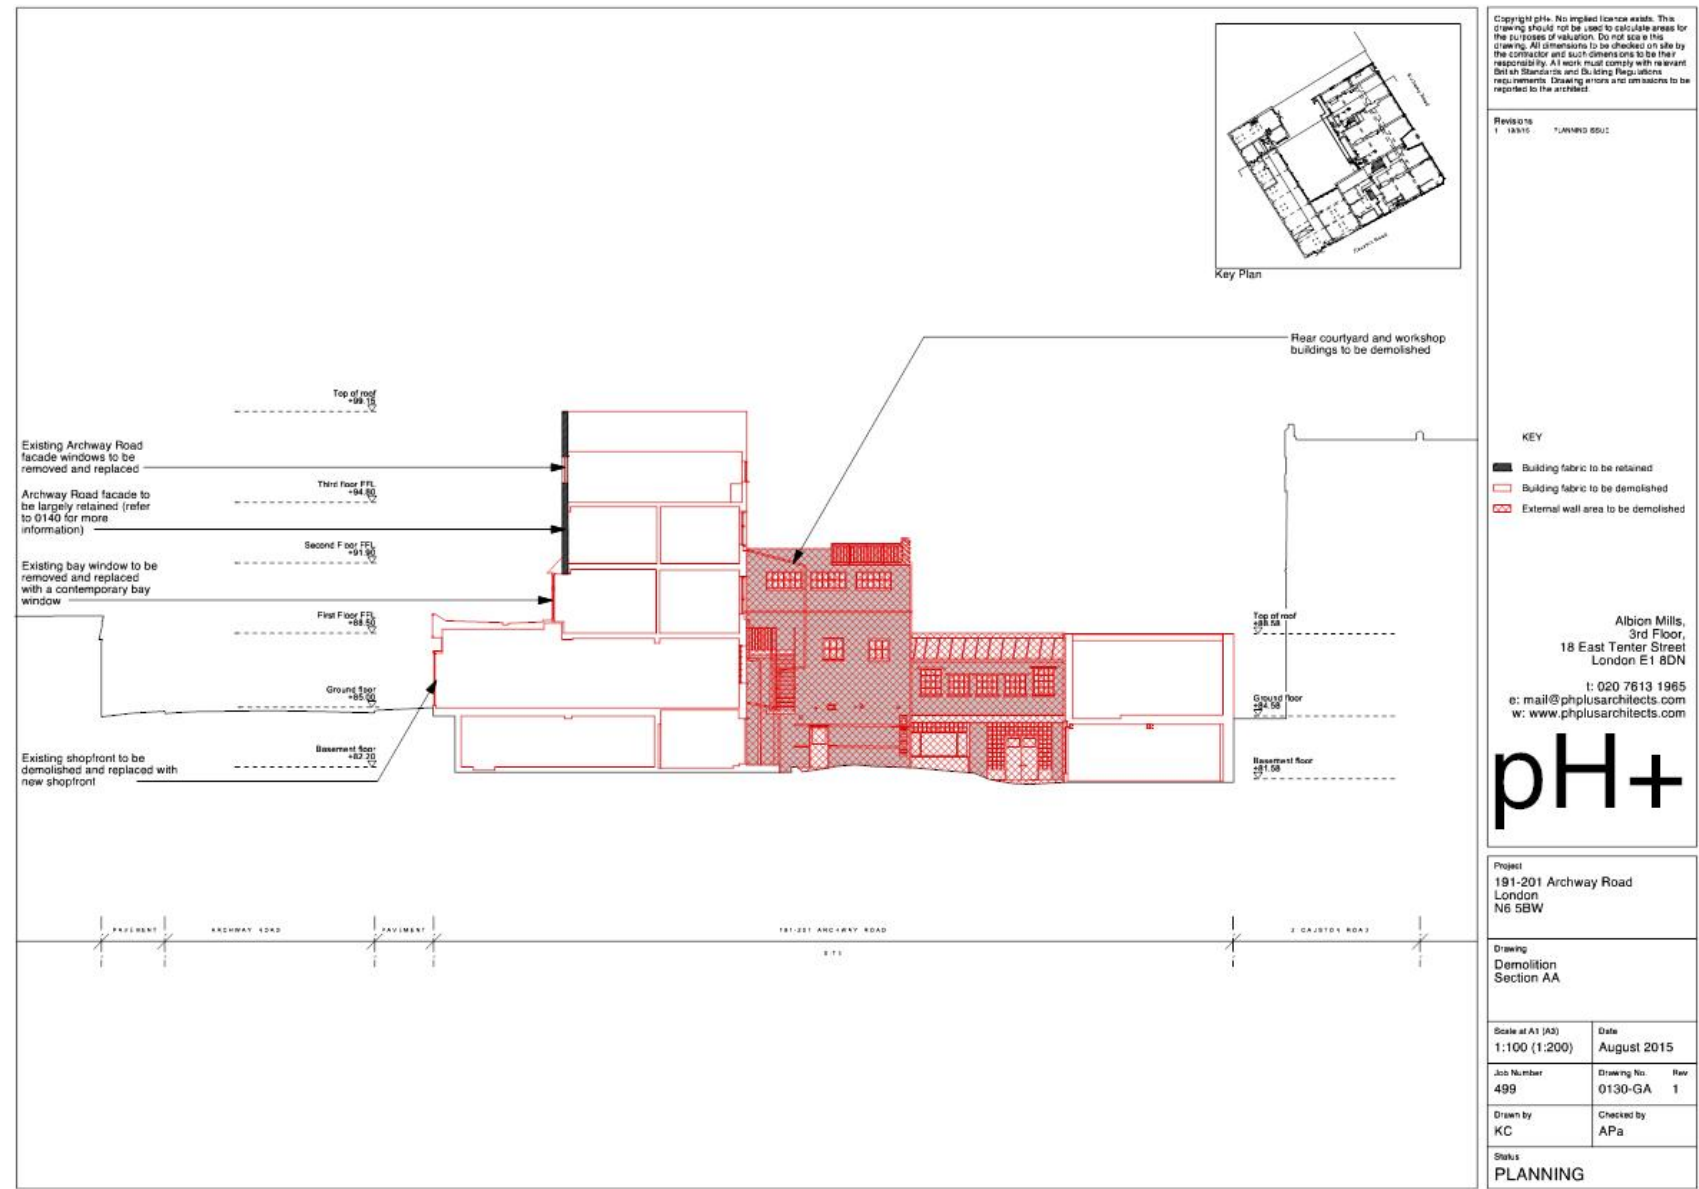 Copyright pH+. No implied licence exists. This
drawing should not be used to calculate areas for
the purposes of valuation. Do not scale this
drawing. All dimensions to be checked on site by
the contractor and such dimensions to be their
responsibility. All work must comply with relevant
British Standards and Building Regulations
requirements. Drawing errors and omissions to be
reported to the architect.
Revisions
1
PLANNING ISSUE
Archway Road
Key Plan
Rear courtyard and workshop
buildings to be demolished
Top of roof
+99.15
Existing Archway Road
facade windows to be
removed and replaced
Third floor FFL
+94.80
Archway Road facade to
be largely retained (refer
to 0140 for more
information)
Second Floor FFL
+91.90
Existing bay window to be
removed and replaced
with a contemporary bay
window
First Floor FFL
+88.50
Ground floor
+85.00
Basement floor
+82.20
Existing shopfront to be
demolished and replaced with
new shopfront
Top of roof
+88.58
Ground floor
+84.58
Basement floor
+81.58
KEY
Building fabric to be retained
Building fabric to be demolished
External wall area to be demolished
Albion Mills,
3rd Floor,
18 East Tenter Street
London E1 8DN
t: 020 7613 1965
e: mail@phplusarchitects.com
w: www.phplusarchitects.com
pH+
PAVEMENT
ARCHWAY ROAD
PAVEMENT
191-201 ARCHWAY ROAD
SITE
Project
191-201 Archway Road
London
N6 5BW
Drawing
Demolition
Section AA
Scale at A1 (A3)
1:100 (1:200)
Date
August 2015
Job Number
499
Drawing No.
0130-GA
Rev
1
Drawn by
KC
Checked by
APa
Status
PLANNING